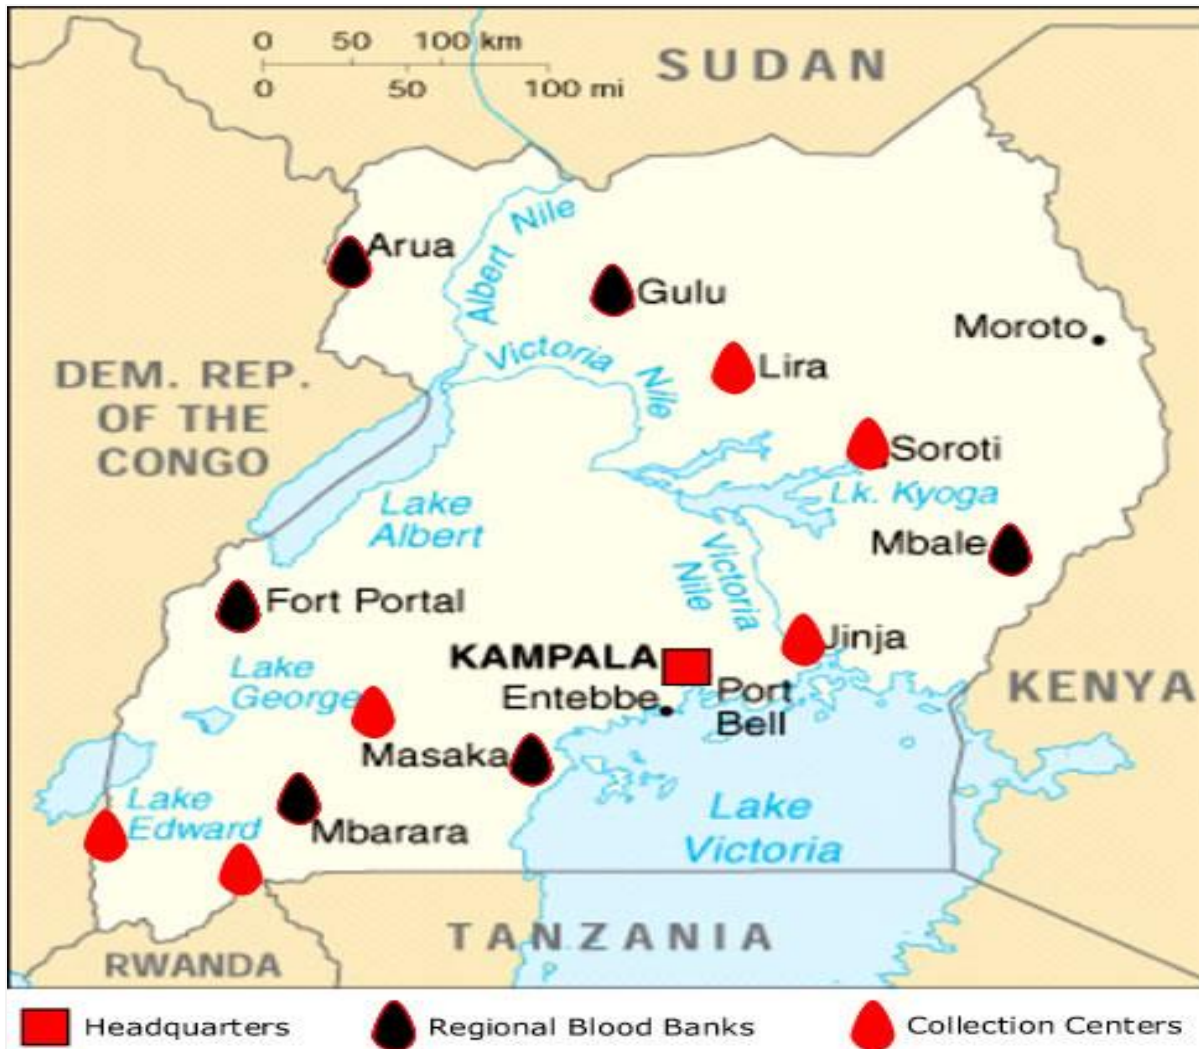 0 50 100 km
0 50 100 mi
SUDAN
Albert Nile
Arua
Gulu
Moroto
Victoria Nile
Lira
DEM. REP.
OF THE
CONGO
Soroti
Lk. Kyoga
Lake
Albert
Mbale
Victoria
Nile
Fort Portal
Jinja
KAMPALA
Lake
George
Entebbe
Port
Bell
KENYA
Masaka
Lake
Edward
Mbarara
Lake
Victoria
TANZANIA
RWANDA
Headquarters Regional Blood Banks Collection Centers